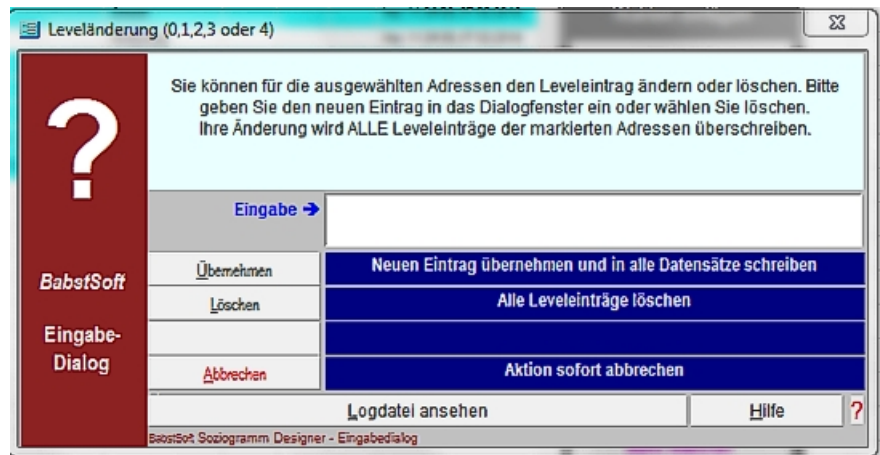 Leveländerung (0,1,2,3 oder 4)
Sie können für die ausgewählten Adressen den Leveleintrag ändern oder löschen. Bitte
geben Sie den neuen Eintrag in das Dialogfenster ein oder wählen Sie löschen.
Ihre Änderung wird ALLE Leveleinträge der markierten Adressen überschreiben.
?
Eingabe ➔
BabstSoft
Eingabe-
Dialog
Übernehmen
Neuen Eintrag übernehmen und in alle Datensätze schreiben
Löschen
Alle Leveleinträge löschen
Abbrechen
Aktion sofort abbrechen
Logdatei ansehen
Hilfe
?
BabstSoft Soziogramm Designer - Eingabedialog